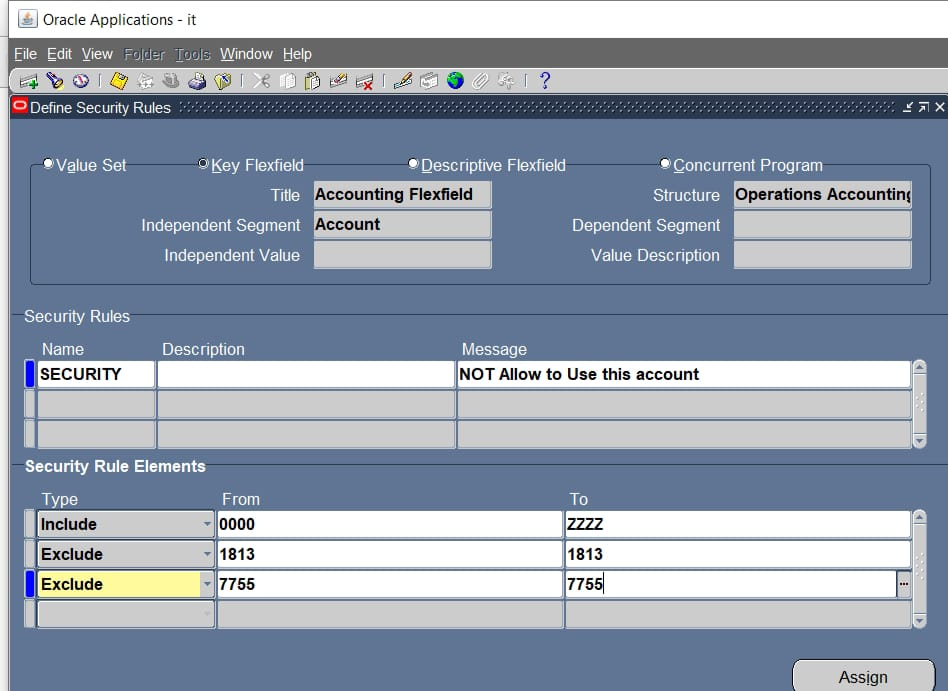 Oracle Applications - it
File Edit View Folder Tools Window Help
Define Security Rules
Value Set Key Flexfield Descriptive Flexfield Concurrent Program
Title Accounting Flexfield Structure Operations Accounting
Independent Segment Account Dependent Segment
Independent Value Value Description
Security Rules
Name Description Message
SECURITY NOT Allow to Use this account
Security Rule Elements
Type From To
Include 0000 ZZZZ
Exclude 1813 1813
Exclude 7755 7755
Assign